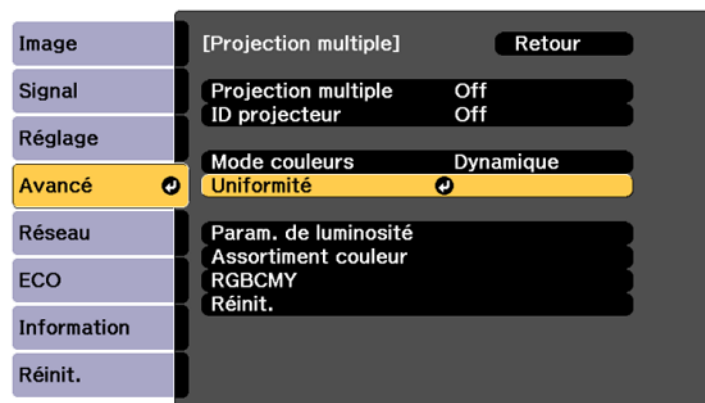 Image
Signal
Réglage
Avancé
Réseau
ECO
Information
Réinit.
[Projection multiple] Retour
Projection multiple Off
ID projecteur Off
Mode couleurs Dynamique
Uniformité
Param. de luminosité
Assortiment couleur
RGBCMY
Réinit.